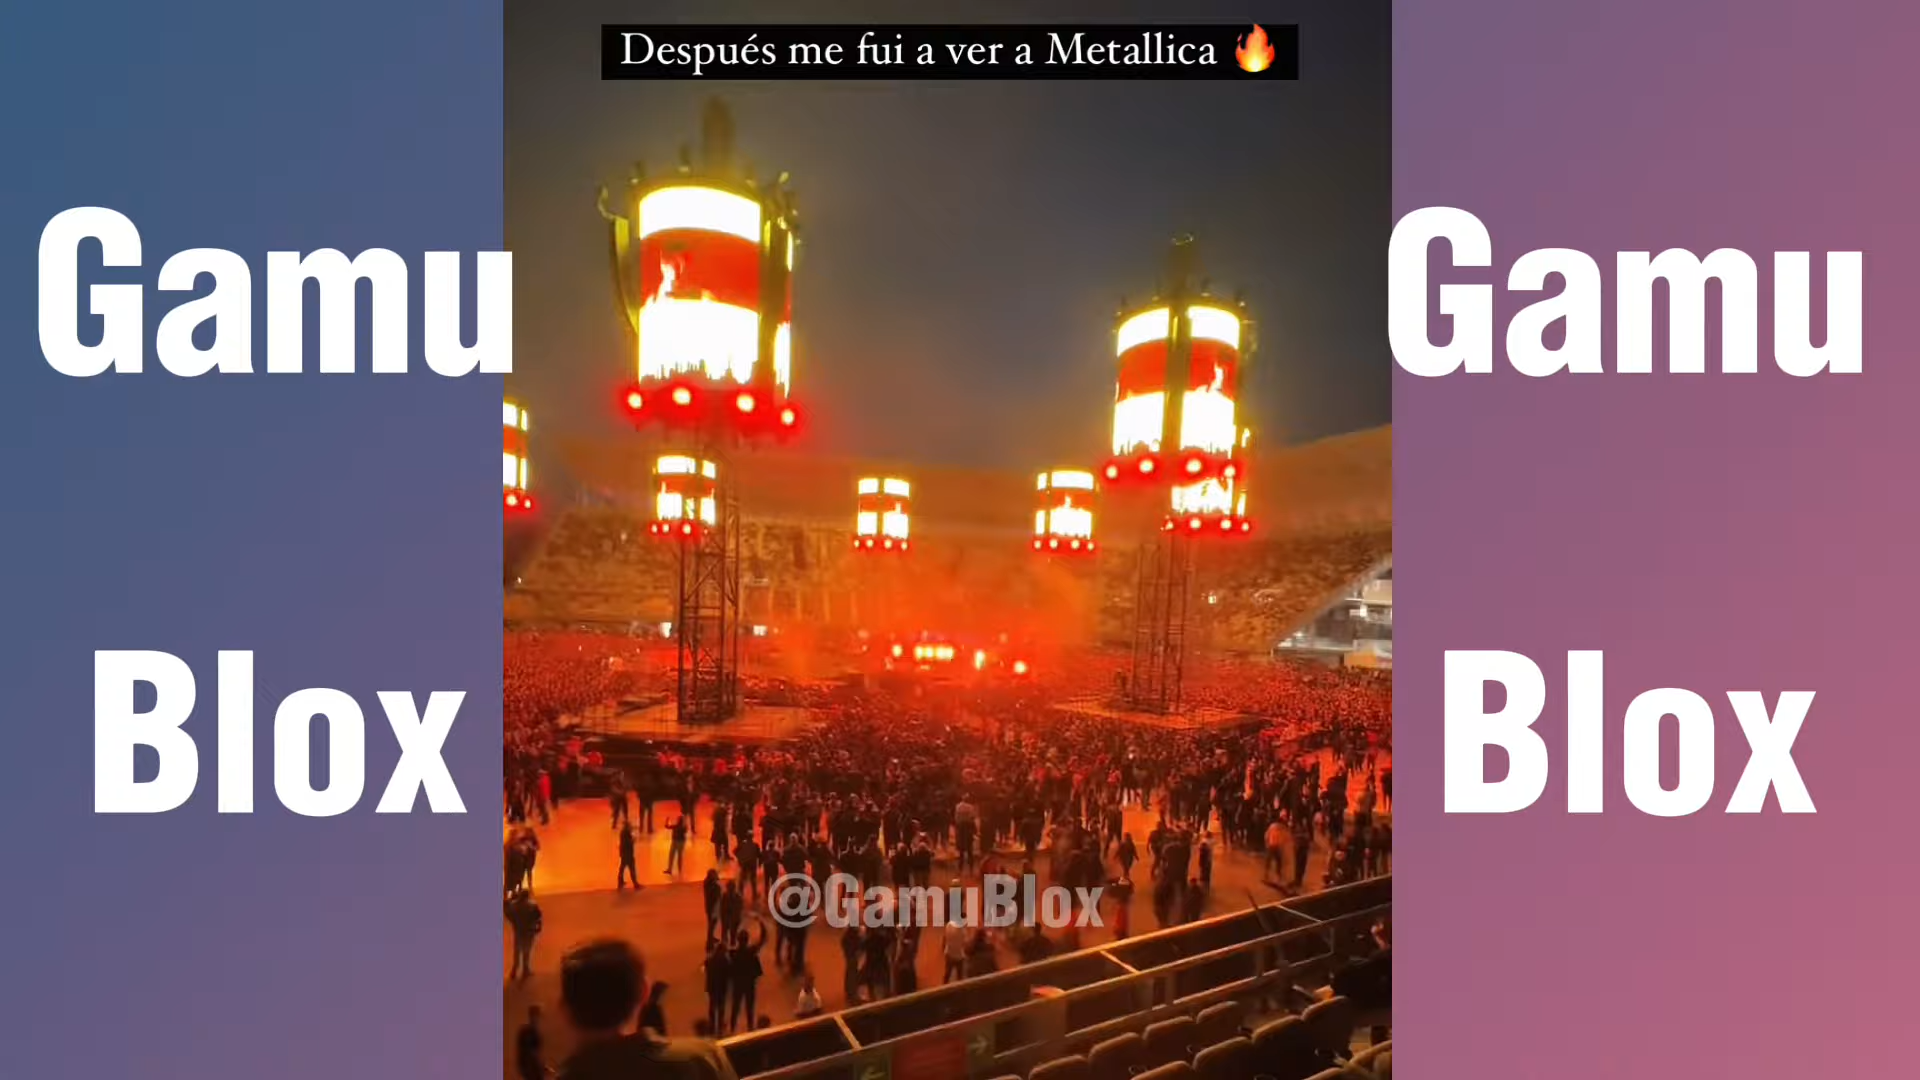 Después me fui a ver a Metallica 🔥
Gamu
Blox
Gamu
Blox
@GamuBlox